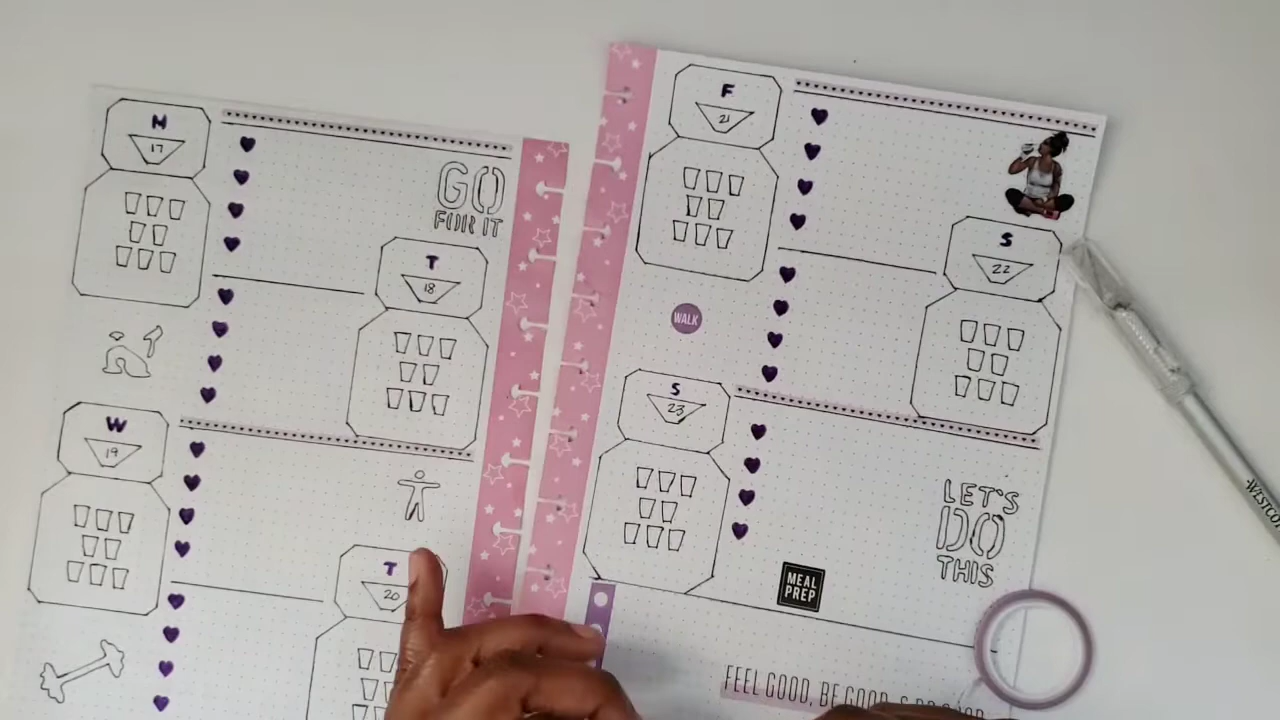 M
17
GO
FOR IT
T
18
W
19
T
20
F
21
S
22
WALK
S
23
LET'S
DO
THIS
MEAL
PREP
FEEL GOOD, BE GOOD